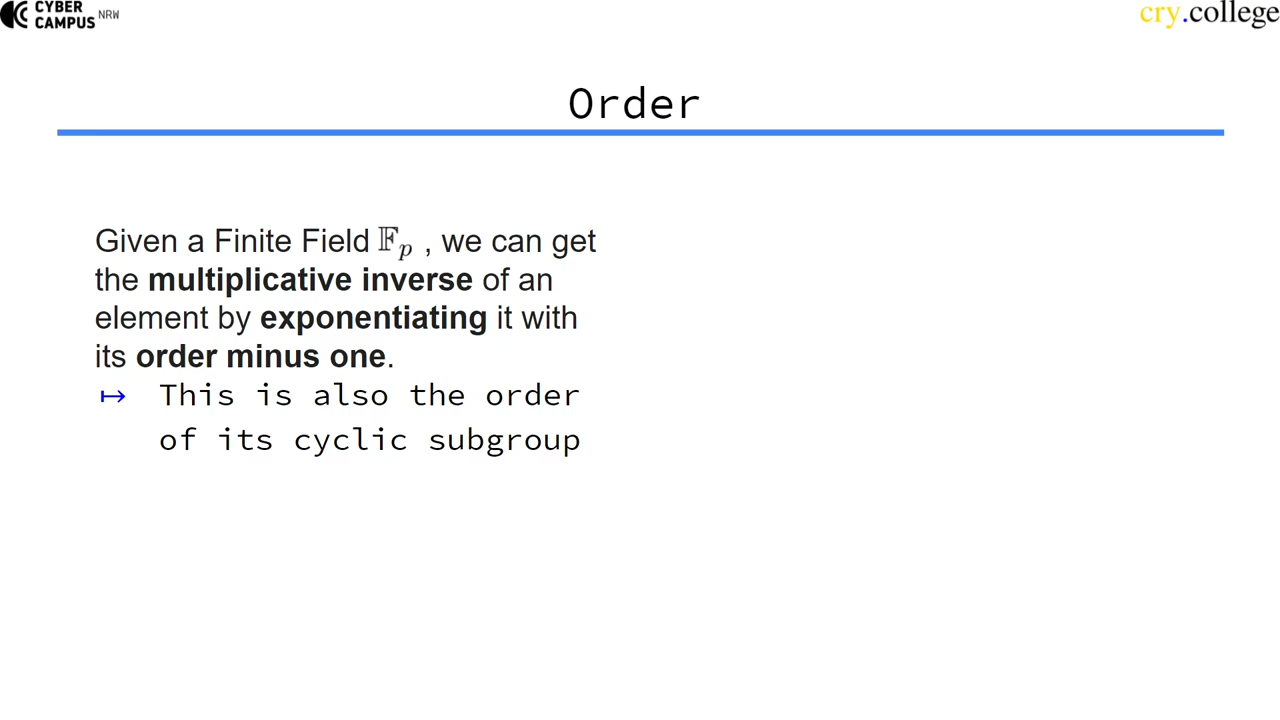 CYBER
CAMPUS NRW
cry.college
Order
Given a Finite Field 𝔽p , we can get
the multiplicative inverse of an
element by exponentiating it with
its order minus one.
↦ This is also the order
of its cyclic subgroup